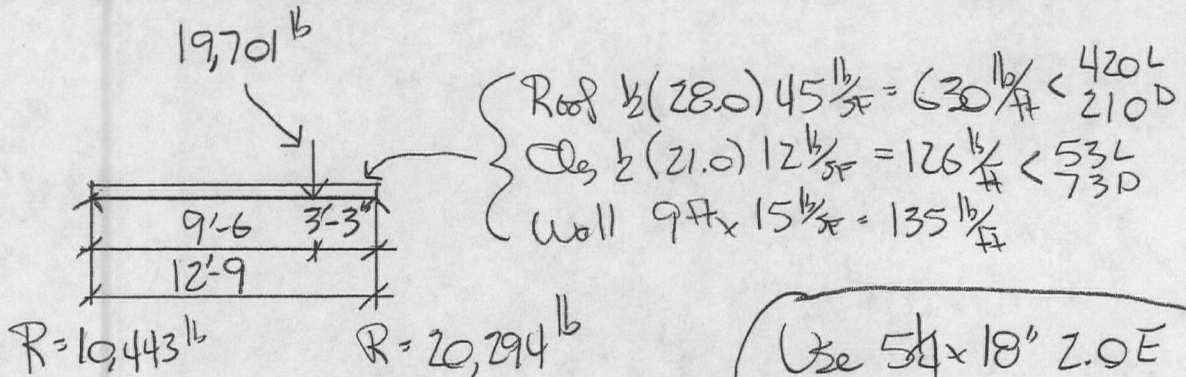 19,701 lb
Roof ½(28.0) 45 lb/SF = 630 lb/ft < 420 L
210 D
Clg ½(21.0) 12 lb/SF = 126 lb/ft < 53 L
73 D
Wall 9 ft x 15 lb/SF = 135 lb/ft
9'-6 3'-3"
12'-9
R = 10,443 lb R = 20,294 lb
Use 5¼ x 18" 2.0E